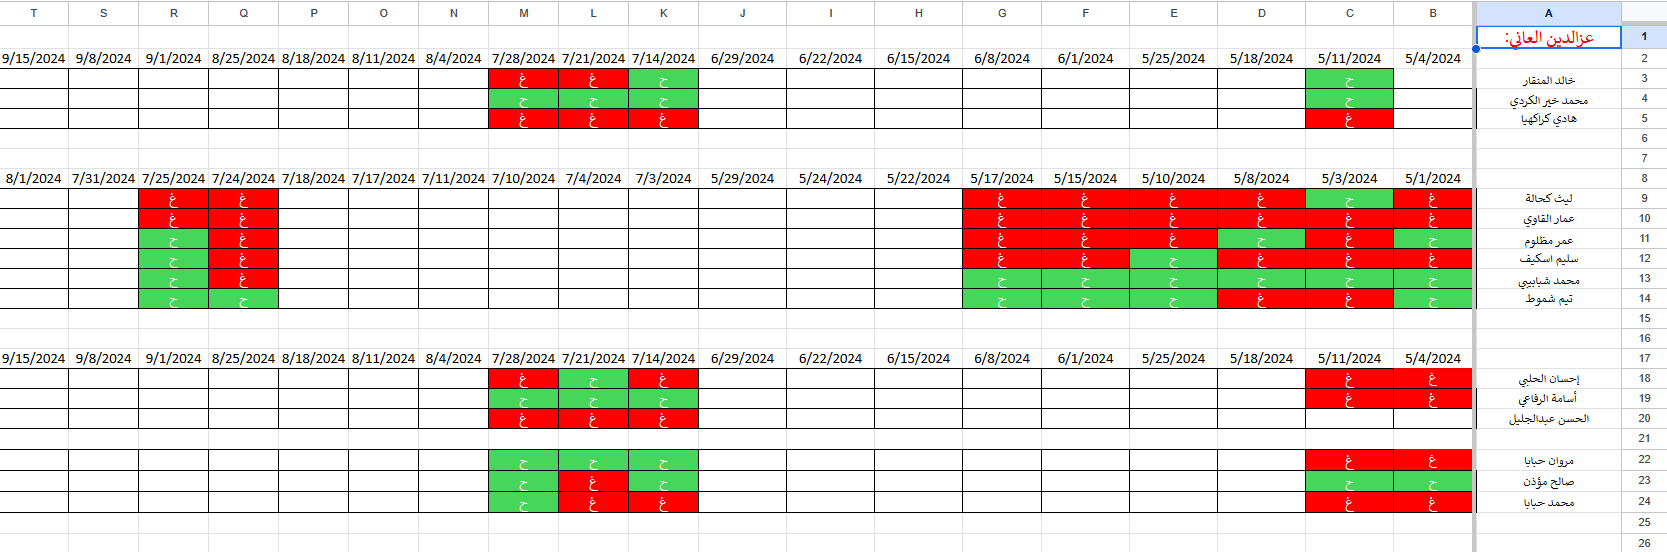 A B C D E F G H I J K L M N O P Q R S T
1 عزالدين العاني:
2 5/4/2024 5/11/2024 5/18/2024 5/25/2024 6/1/2024 6/8/2024 6/15/2024 6/22/2024 6/29/2024 7/14/2024 7/21/2024 7/28/2024 8/4/2024 8/11/2024 8/18/2024 8/25/2024 9/1/2024 9/8/2024 9/15/2024
3 خالد المنقار ح ح غ غ
4 محمد خير الكردي ح ح ح ح
5 هادي كراكهيا غ غ غ غ
6
7
8 5/1/2024 5/3/2024 5/8/2024 5/10/2024 5/15/2024 5/17/2024 5/22/2024 5/24/2024 5/29/2024 7/3/2024 7/4/2024 7/10/2024 7/11/2024 7/17/2024 7/18/2024 7/24/2024 7/25/2024 7/31/2024 8/1/2024
9 ليث كحالة غ ح غ غ غ غ غ غ
10 عمار القاوي غ غ غ غ غ غ غ غ
11 عمر مظلوم ح غ ح غ غ غ غ ح
12 سليم اسكيف غ غ غ ح غ غ غ ح
13 محمد شبابيبي ح ح ح ح ح ح غ ح
14 تيم شموط ح غ غ ح ح ح ح ح
15
16
17 5/4/2024 5/11/2024 5/18/2024 5/25/2024 6/1/2024 6/8/2024 6/15/2024 6/22/2024 6/29/2024 7/14/2024 7/21/2024 7/28/2024 8/4/2024 8/11/2024 8/18/2024 8/25/2024 9/1/2024 9/8/2024 9/15/2024
18 إحسان الحلبي غ غ غ ح غ
19 أسامة الرفاعي غ غ ح ح ح
20 الحسن عبدالجليل غ غ غ
21
22 مروان حبابا غ غ ح ح ح
23 صالح مؤذن ح ح ح غ ح
24 محمد حبابا غ غ غ غ ح
25
26